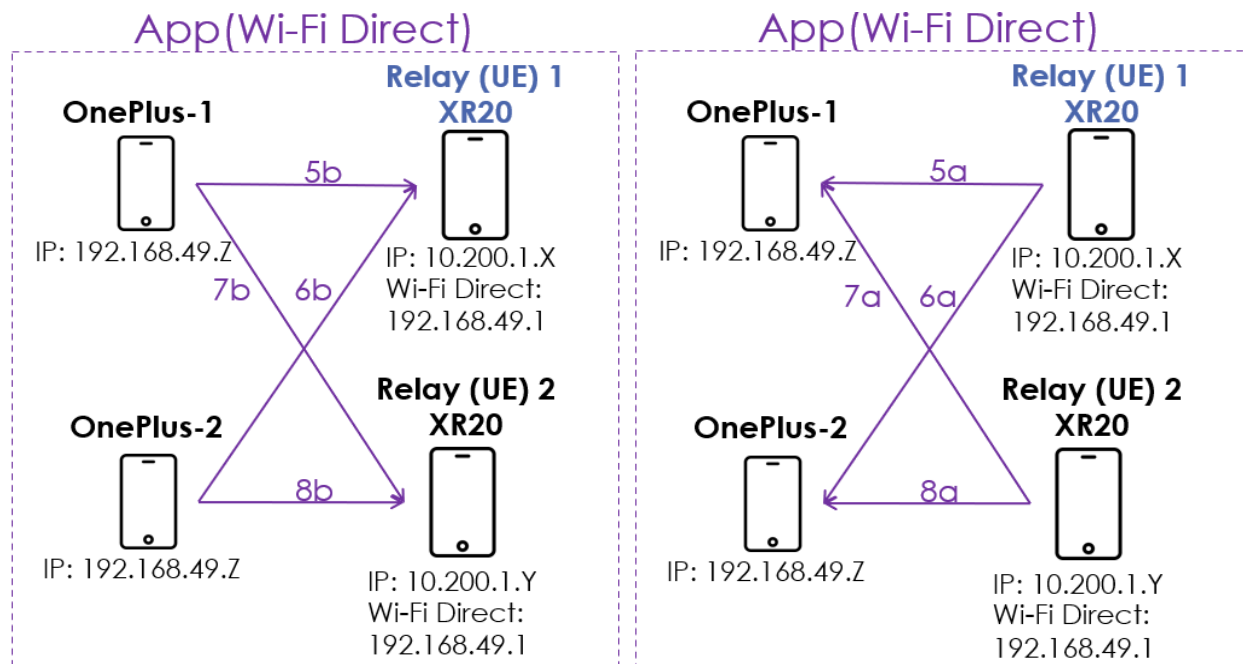 App(Wi-Fi Direct)
Relay (UE) 1
XR20
OnePlus-1
5b
IP: 192.168.49.Z
IP: 10.200.1.X
Wi-Fi Direct:
192.168.49.1
7b
6b
Relay (UE) 2
XR20
OnePlus-2
8b
IP: 192.168.49.Z
IP: 10.200.1.Y
Wi-Fi Direct:
192.168.49.1
App(Wi-Fi Direct)
Relay (UE) 1
XR20
OnePlus-1
5a
IP: 192.168.49.Z
IP: 10.200.1.X
Wi-Fi Direct:
192.168.49.1
7a
6a
Relay (UE) 2
XR20
OnePlus-2
8a
IP: 192.168.49.Z
IP: 10.200.1.Y
Wi-Fi Direct:
192.168.49.1